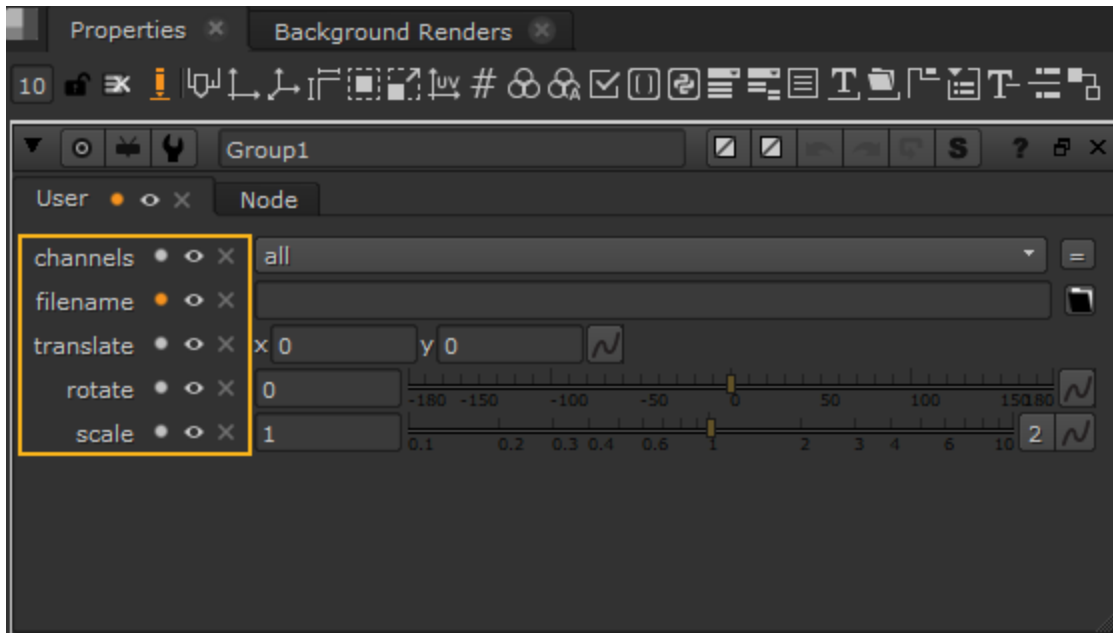 Properties Background Renders
10 UV # A T T
Group1 S ?
User Node
channels all =
filename
translate x 0 y 0
rotate 0 -180 -150 -100 -50 0 50 100 150 180
scale 1 0.1 0.2 0.3 0.4 0.6 1 2 3 4 6 10 2